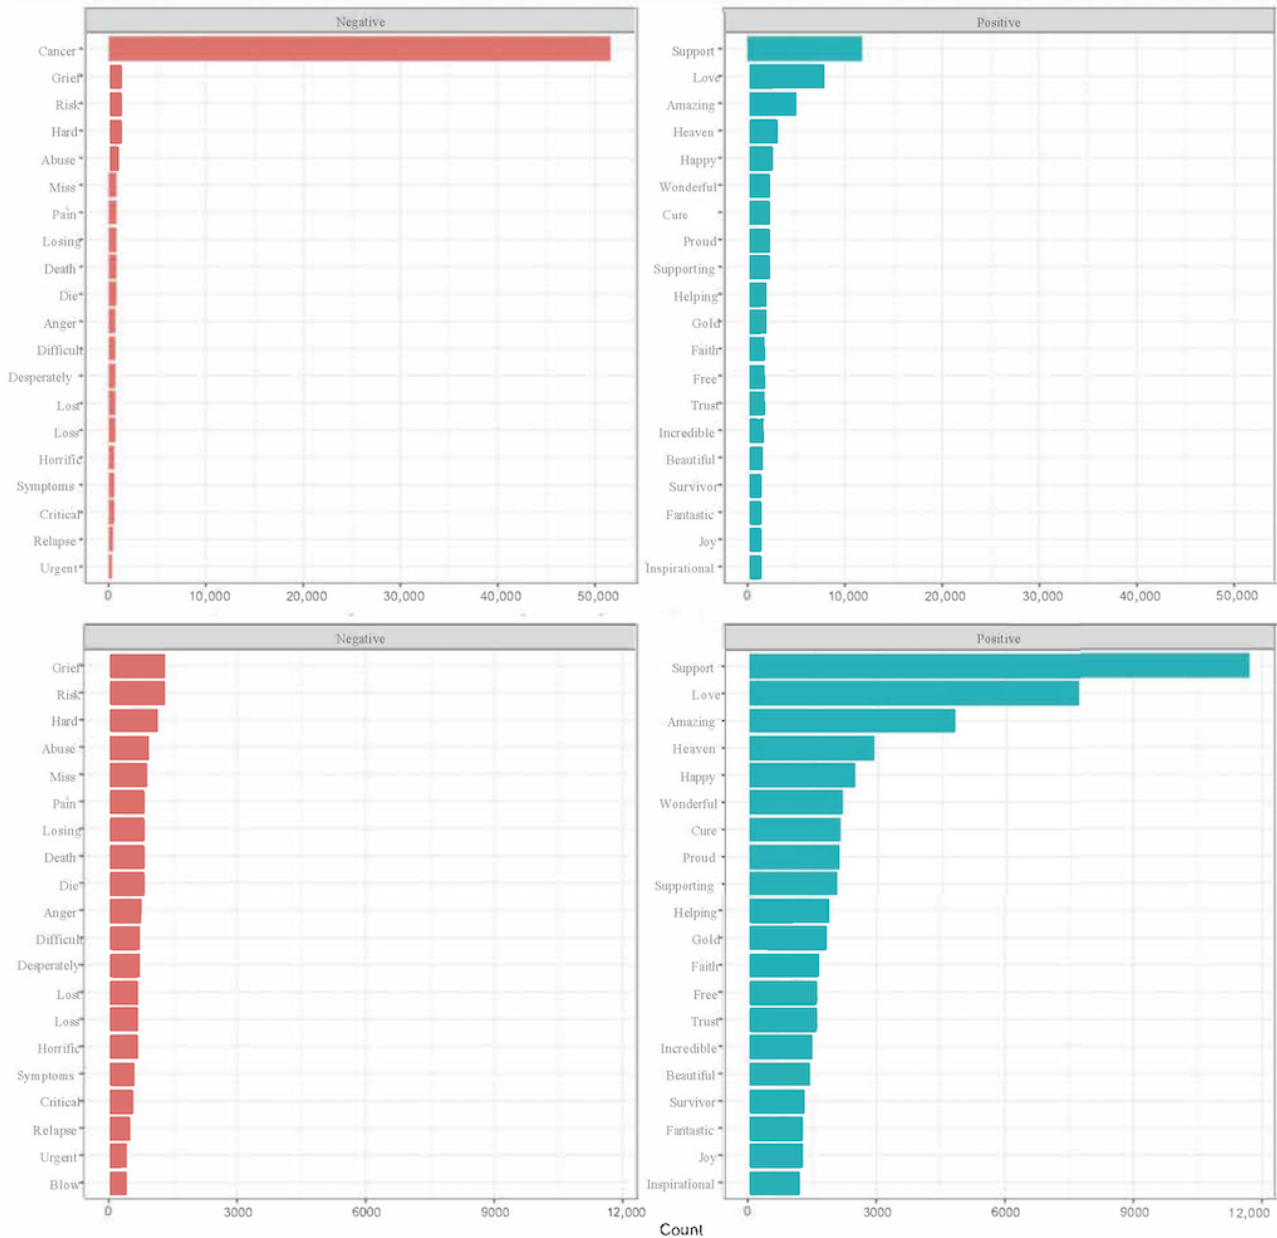 Negative
Cancer
Grief
Risk
Hard
Abuse
Miss
Pain
Losing
Death
Die
Anger
Difficult
Desperately
Lost
Loss
Horrific
Symptoms
Critical
Relapse
Urgent
0 10,000 20,000 30,000 40,000 50,000
Positive
Support
Love
Amazing
Heaven
Happy
Wonderful
Cure
Proud
Supporting
Helping
Gold
Faith
Free
Trust
Incredible
Beautiful
Survivor
Fantastic
Joy
Inspirational
0 10,000 20,000 30,000 40,000 50,000
Negative
Grief
Risk
Hard
Abuse
Miss
Pain
Losing
Death
Die
Anger
Difficult
Desperately
Lost
Loss
Horrific
Symptoms
Critical
Relapse
Urgent
Blow
0 3000 6000 9000 12,000
Positive
Support
Love
Amazing
Heaven
Happy
Wonderful
Cure
Proud
Supporting
Helping
Gold
Faith
Free
Trust
Incredible
Beautiful
Survivor
Fantastic
Joy
Inspirational
0 3000 6000 9000 12,000
Count